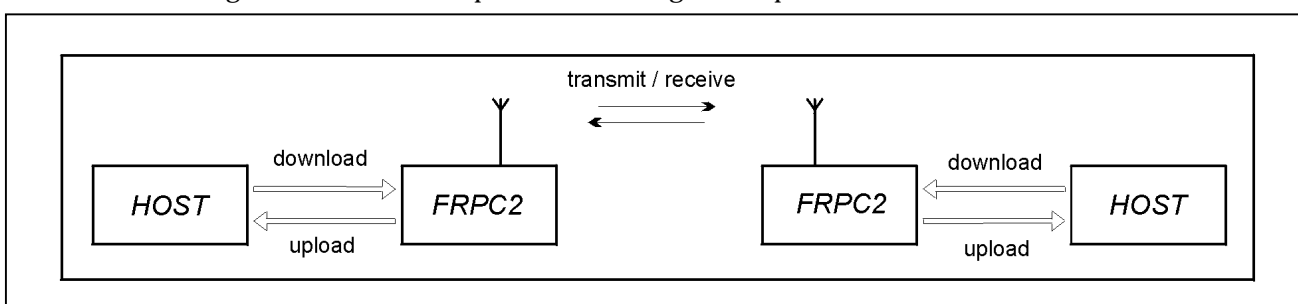 transmit / receive
download
download
HOST
FRPC2
FRPC2
HOST
upload
upload